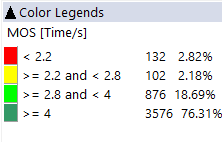 Color Legends
MOS [Time/s]
< 2.2 132 2.82%
>= 2.2 and < 2.8 102 2.18%
>= 2.8 and < 4 876 18.69%
>= 4 3576 76.31%